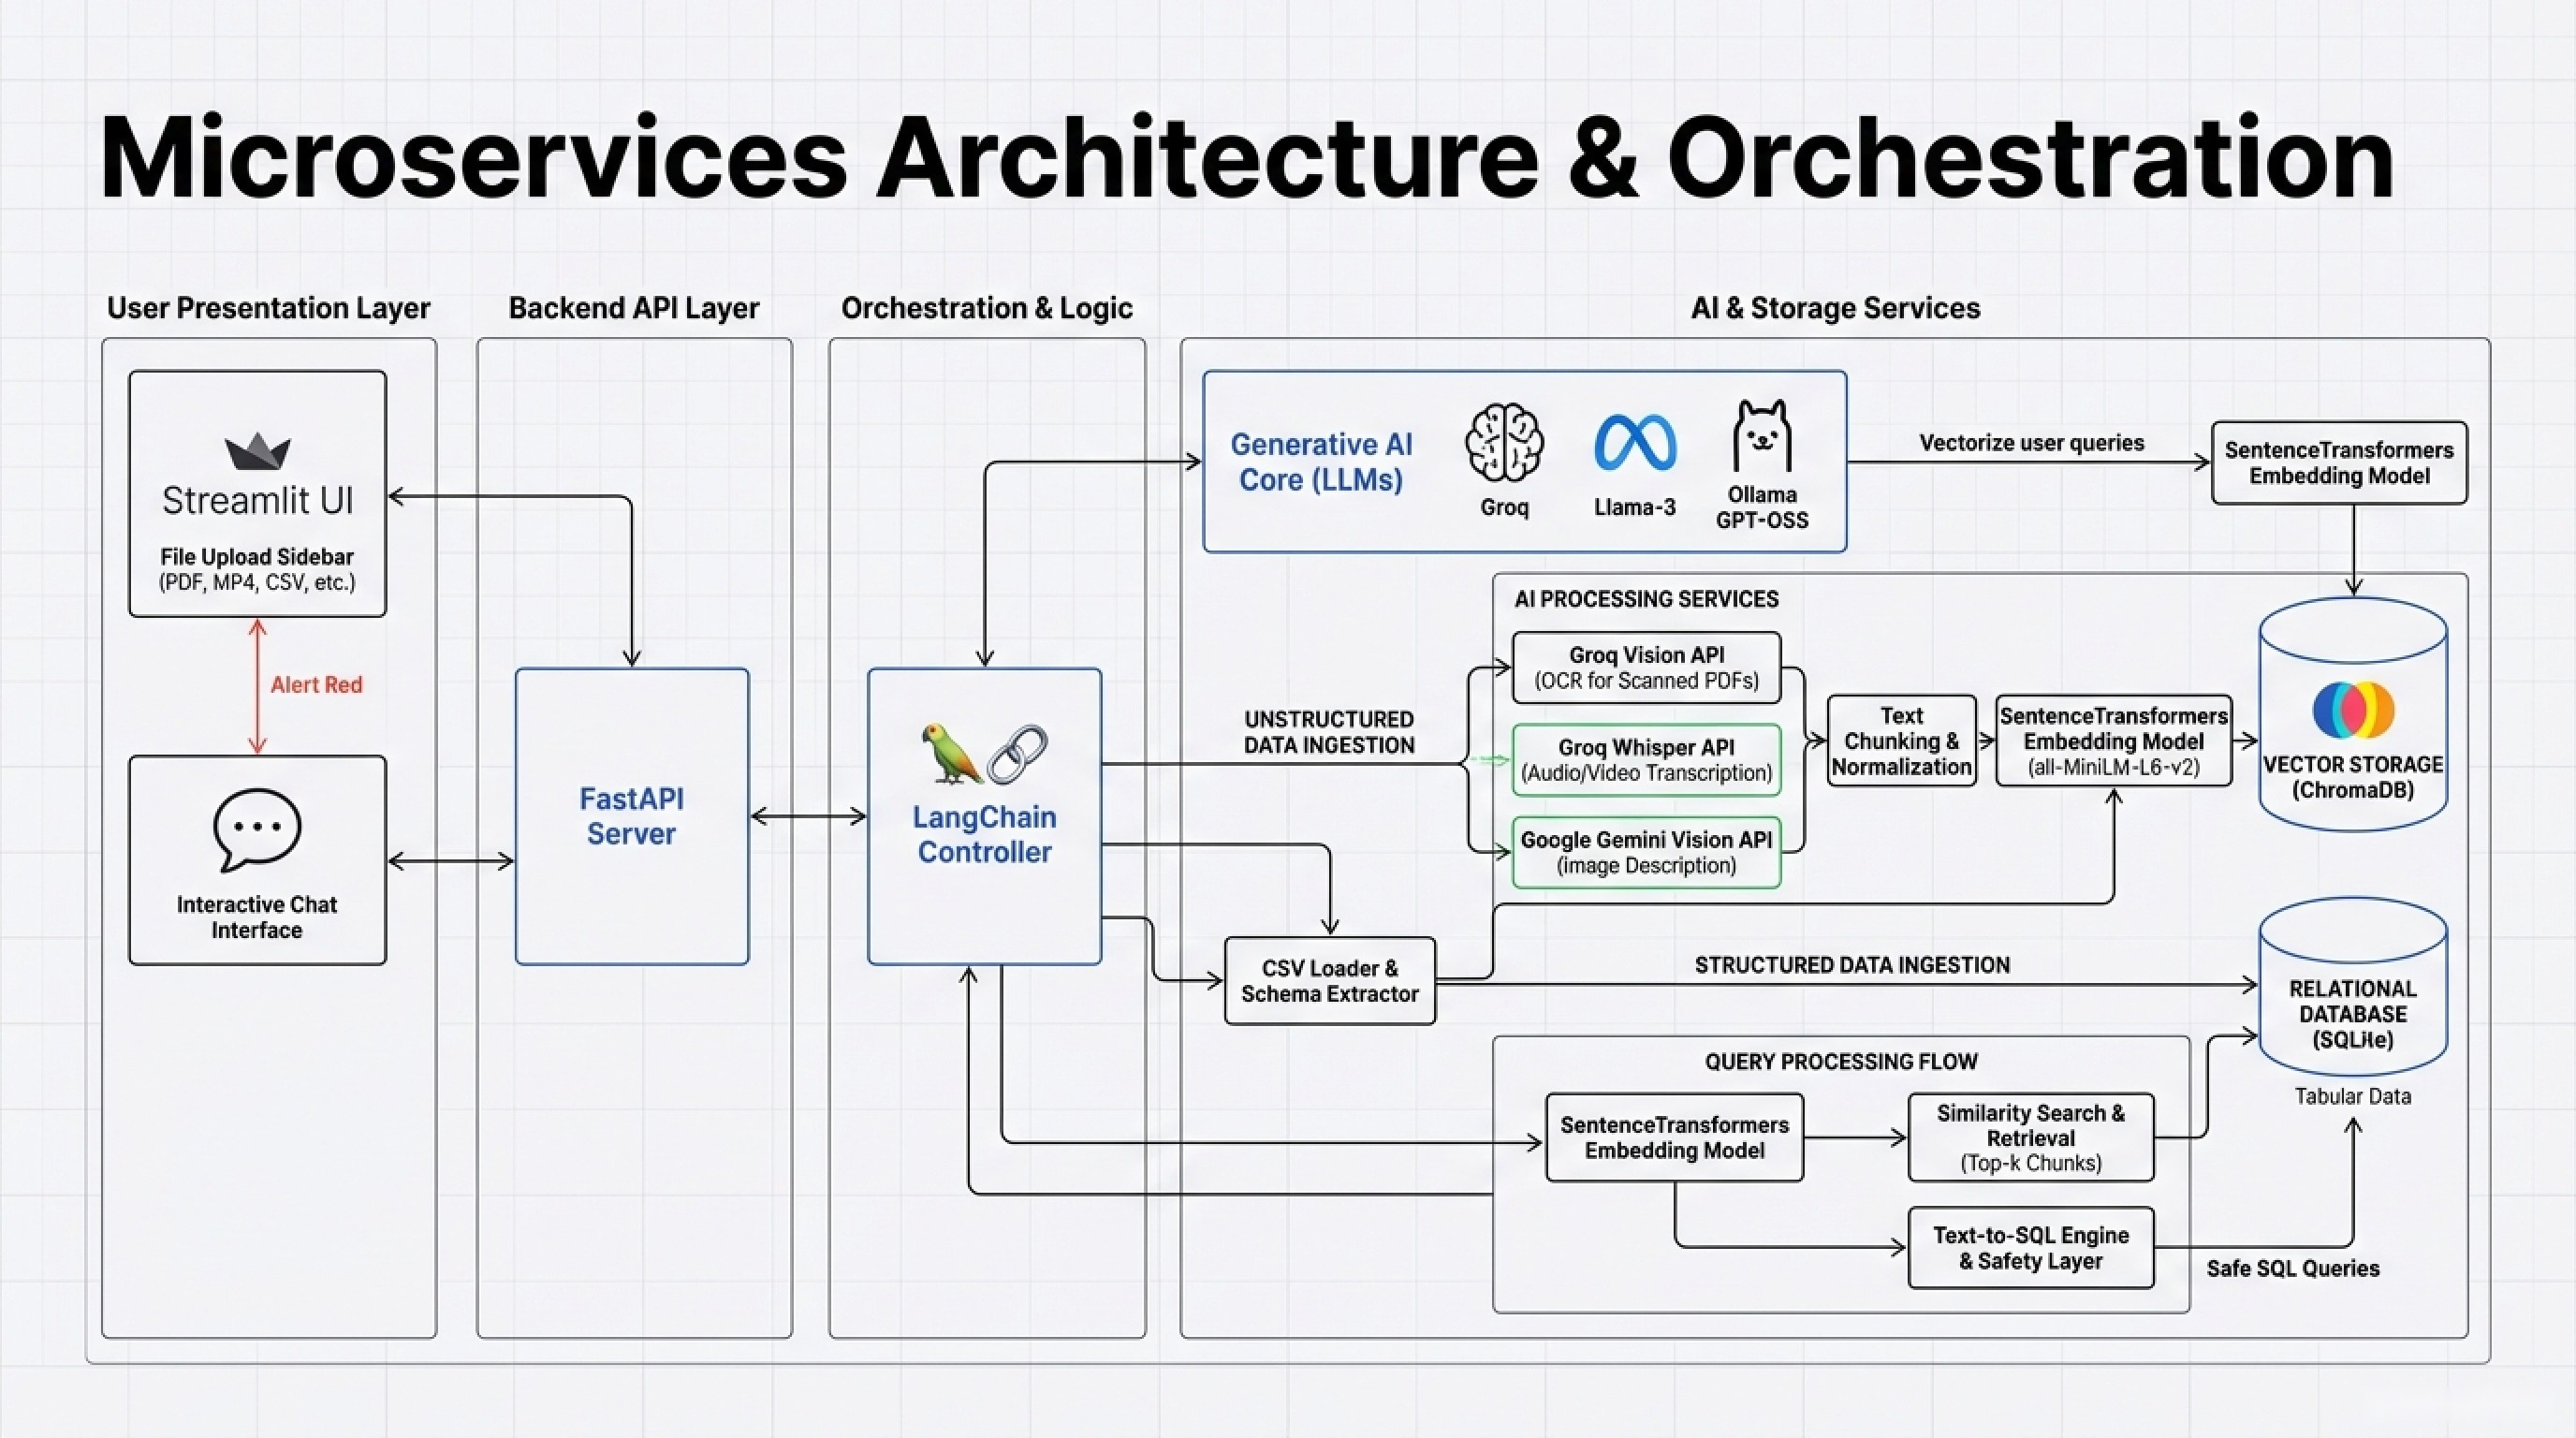 Microservices Architecture & Orchestration
User Presentation Layer
Backend API Layer
Orchestration & Logic
AI & Storage Services
Streamlit UI
File Upload Sidebar
(PDF, MP4, CSV, etc.)
Alert Red
Interactive Chat
Interface
FastAPI
Server
LangChain
Controller
Generative AI
Core (LLMs)
Groq
Llama-3
Ollama
GPT-OSS
Vectorize user queries
SentenceTransformers
Embedding Model
AI PROCESSING SERVICES
UNSTRUCTURED
DATA INGESTION
Groq Vision API
(OCR for Scanned PDFs)
Groq Whisper API
(Audio/Video Transcription)
Google Gemini Vision API
(image Description)
Text
Chunking &
Normalization
SentenceTransformers
Embedding Model
(all-MiniLM-L6-v2)
VECTOR STORAGE
(ChromaDB)
CSV Loader &
Schema Extractor
STRUCTURED DATA INGESTION
RELATIONAL
DATABASE
(SQLite)
Tabular Data
QUERY PROCESSING FLOW
SentenceTransformers
Embedding Model
Similarity Search &
Retrieval
(Top-k Chunks)
Text-to-SQL Engine
& Safety Layer
Safe SQL Queries